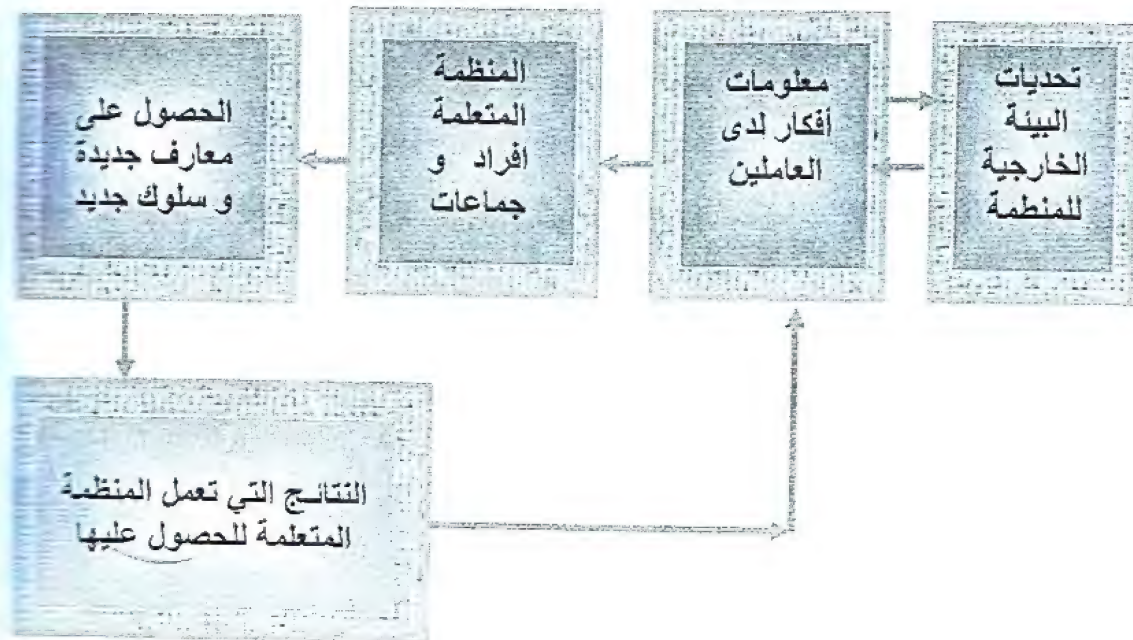 تحديات
البيئة
الخارجية
للمنظمة
معلومات
أفكار لدى
العاملين
المنظمة
المتعلمة
افراد و
جماعات
الحصول على
معارف جديدة
و سلوك جديد
النتائج التي تعمل المنظمة
المتعلمة للحصول عليها